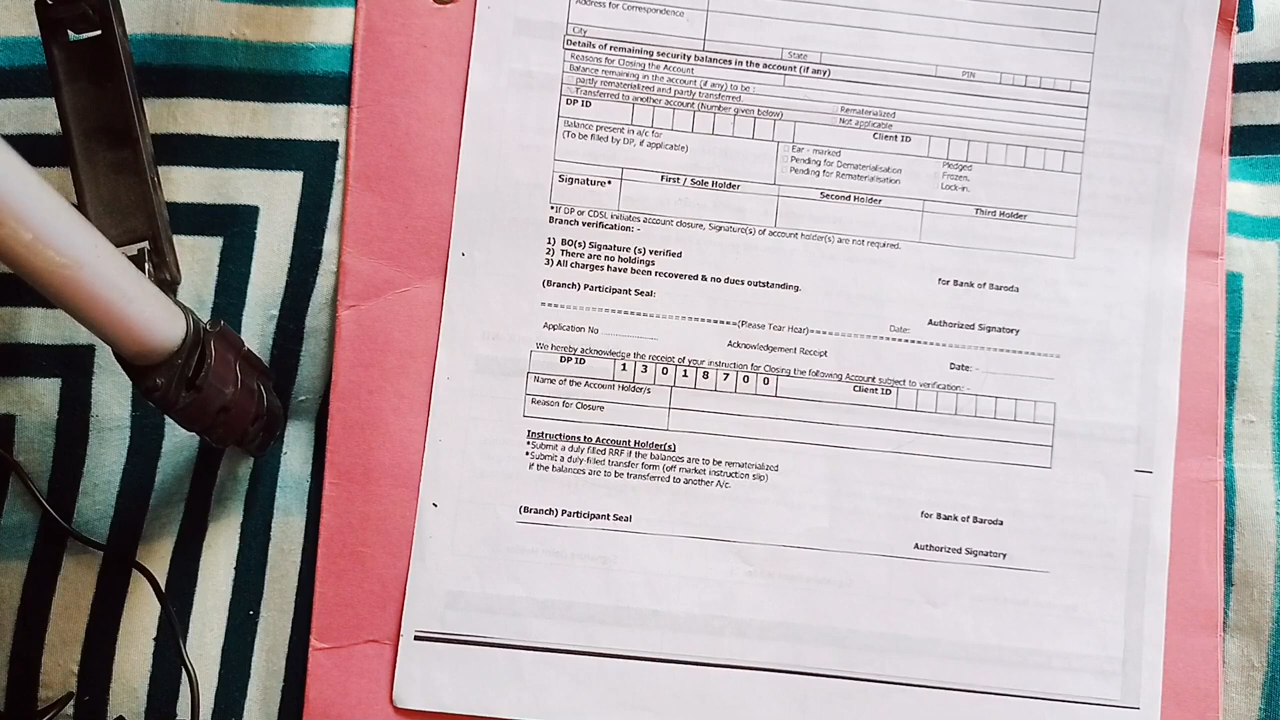 Address for Correspondence
City State PIN
Details of remaining security balances in the account (if any)
Reasons for Closing the Account
Balance remaining in the account (if any) to be :
partly rematerialized and partly transferred. Rematerialized
Transferred to another account (Number given below) Not applicable
DP ID Client ID
Balance present in a/c for
(To be filled by DP, if applicable)
Ear - marked Pledged
Pending for Dematerialisation Frozen.
Pending for Rematerialisation Lock-in.
Signature* First / Sole Holder Second Holder Third Holder
*If DP or CDSL initiates account closure, Signature(s) of account holder(s) are not required.
Branch verification: -
1) BO(s) Signature (s) verified
2) There are no holdings
3) All charges have been recovered & no dues outstanding.
for Bank of Baroda
(Branch) Participant Seal:
Authorized Signatory
(Please Tear Hear) Date:
Application No .................... Acknowledgement Receipt Date: -
We hereby acknowledge the receipt of your instruction for Closing the following Account subject to verification: -
DP ID 1 3 0 1 8 7 0 0 Client ID
Name of the Account Holder/s
Reason for Closure
Instructions to Account Holder(s)
*Submit a duly filled RRF if the balances are to be rematerialized
*Submit a duly-filled transfer form (off market instruction slip)
if the balances are to be transferred to another A/c.
(Branch) Participant Seal for Bank of Baroda
Authorized Signatory